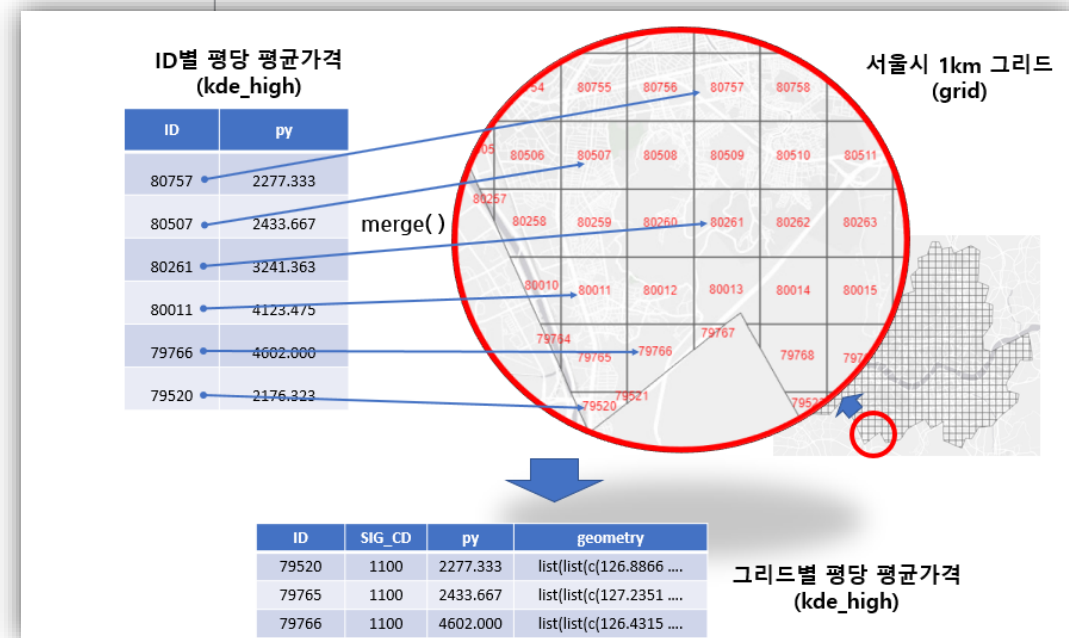 ID별 평당 평균가격
(kde_high)
서울시 1km 그리드
(grid)
ID py
80757 2277.333
80507 2433.667
80261 3241.363
80011 4123.475
79766 4602.000
79520 2176.323
merge( )
54 80755 80756 80757 80758
05 80506 80507 80508 80509 80510 80511
80257
80258 80259 80260 80261 80262 80263
80010 80011 80012 80013 80014 80015
79764 79765 79766 79767 79768
79520 79521
ID SIG_CD py geometry
79520 1100 2277.333 list(list(c(126.8866 ....
79765 1100 2433.667 list(list(c(127.2351 ....
79766 1100 4602.000 list(list(c(126.4315 ....
그리드별 평당 평균가격
(kde_high)